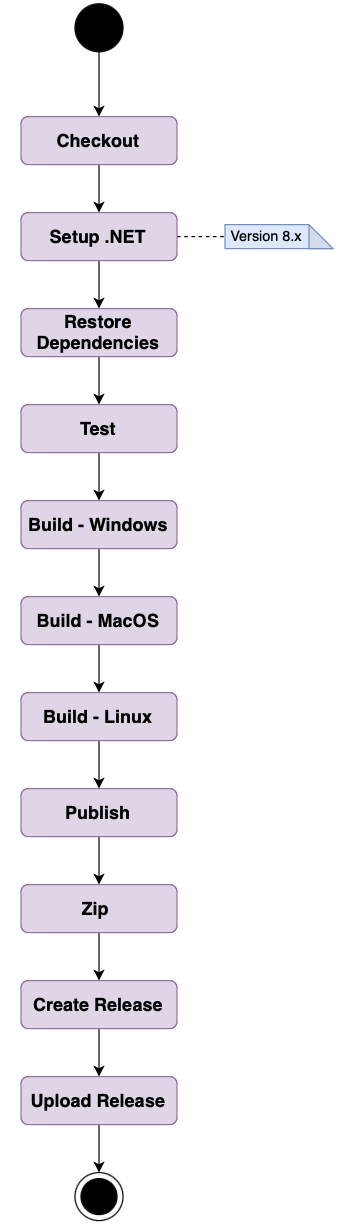 Checkout
Setup .NET
Version 8.x
Restore
Dependencies
Test
Build - Windows
Build - MacOS
Build - Linux
Publish
Zip
Create Release
Upload Release